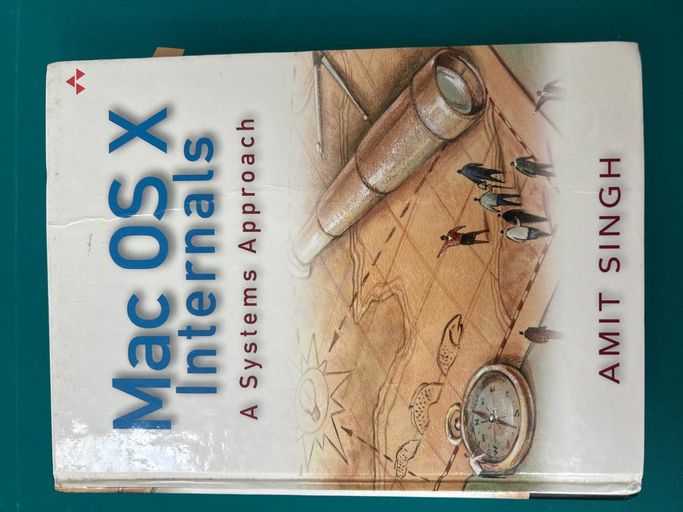 Mac OS X
Internals
A Systems Approach
AMIT SINGH